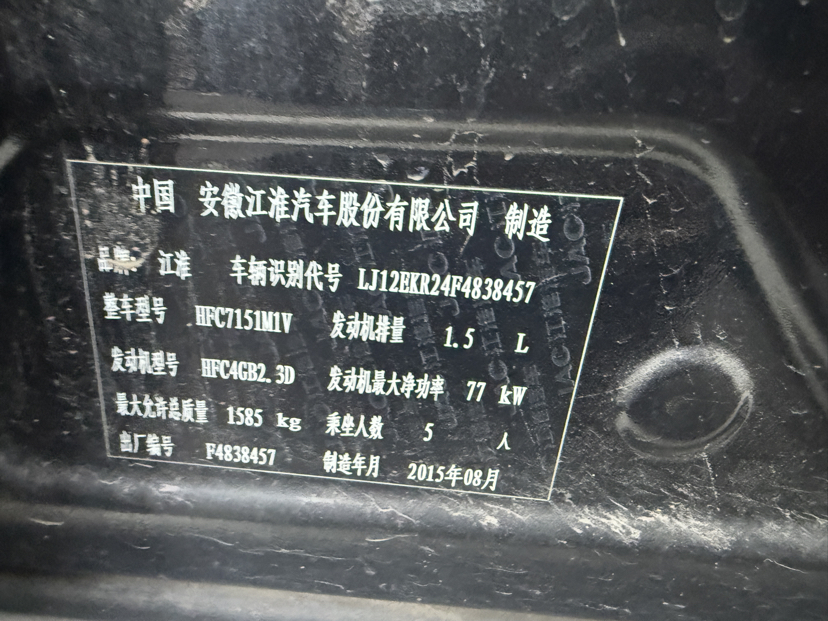 中国 安徽江淮汽车股份有限公司 制造
品牌 江淮 车辆识别代号 LJ12EKR24F4838457
整车型号 HFC7151M1V 发动机排量 1.5 L
发动机型号 HFC4GB2.3D 发动机最大净功率 77 kW
最大允许总质量 1585 kg 乘坐人数 5 人
出厂编号 F4838457 制造年月 2015年08月